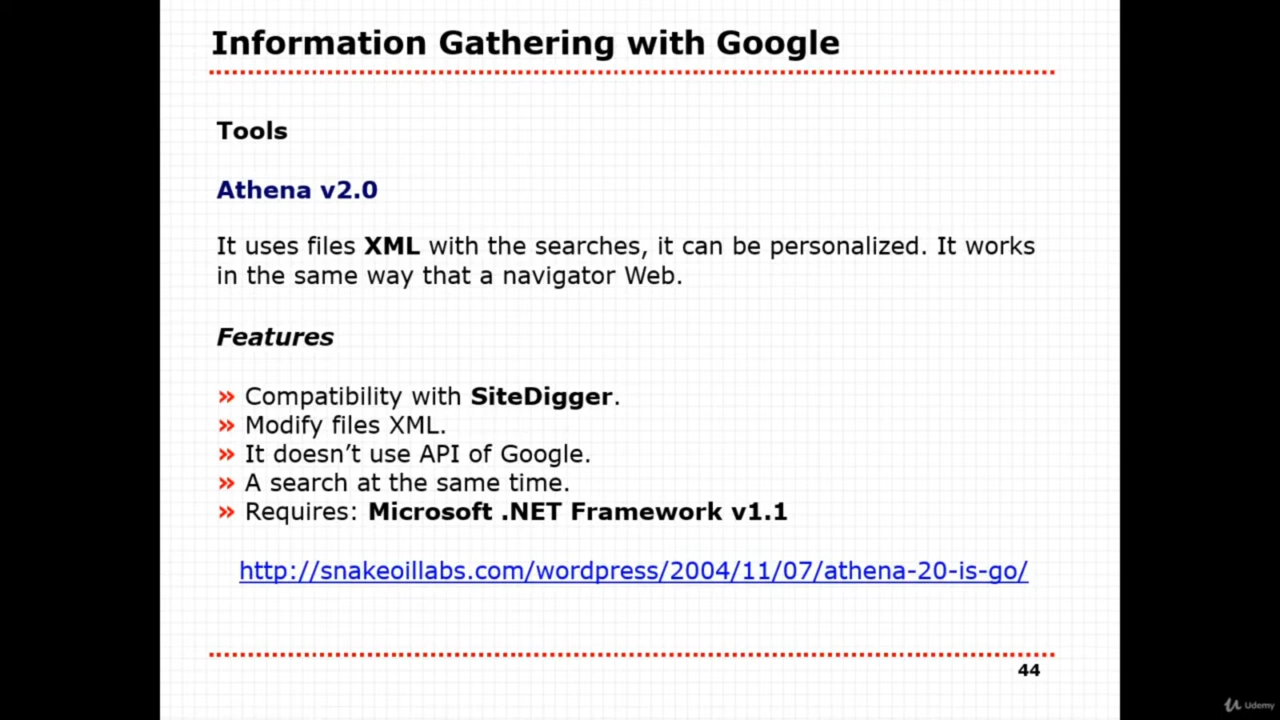 Information Gathering with Google
Tools
Athena v2.0
It uses files XML with the searches, it can be personalized. It works
in the same way that a navigator Web.
Features
» Compatibility with SiteDigger.
» Modify files XML.
» It doesn’t use API of Google.
» A search at the same time.
» Requires: Microsoft .NET Framework v1.1
http://snakeoillabs.com/wordpress/2004/11/07/athena-20-is-go/
44
Udemy